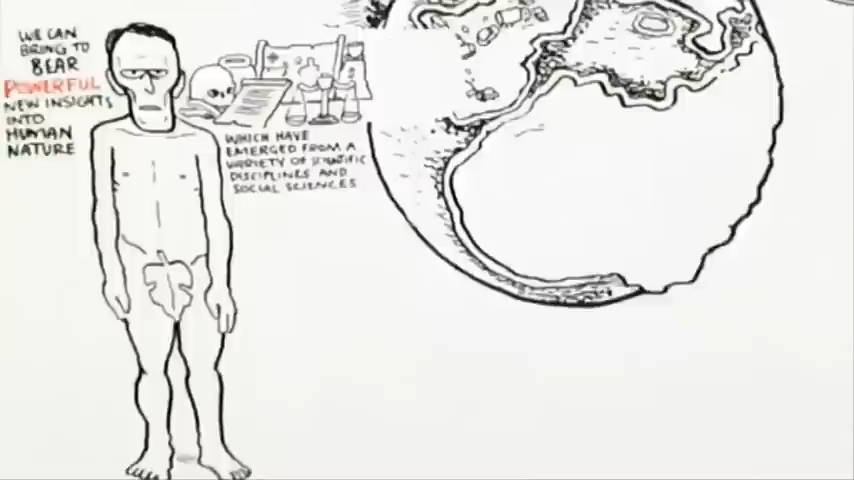 WE CAN
BRING TO
BEAR
POWERFUL
NEW INSIGHTS
INTO
HUMAN
NATURE
WHICH HAVE
EMERGED FROM A
VARIETY OF SCIENTIFIC
DISCIPLINES AND
SOCIAL SCIENCES